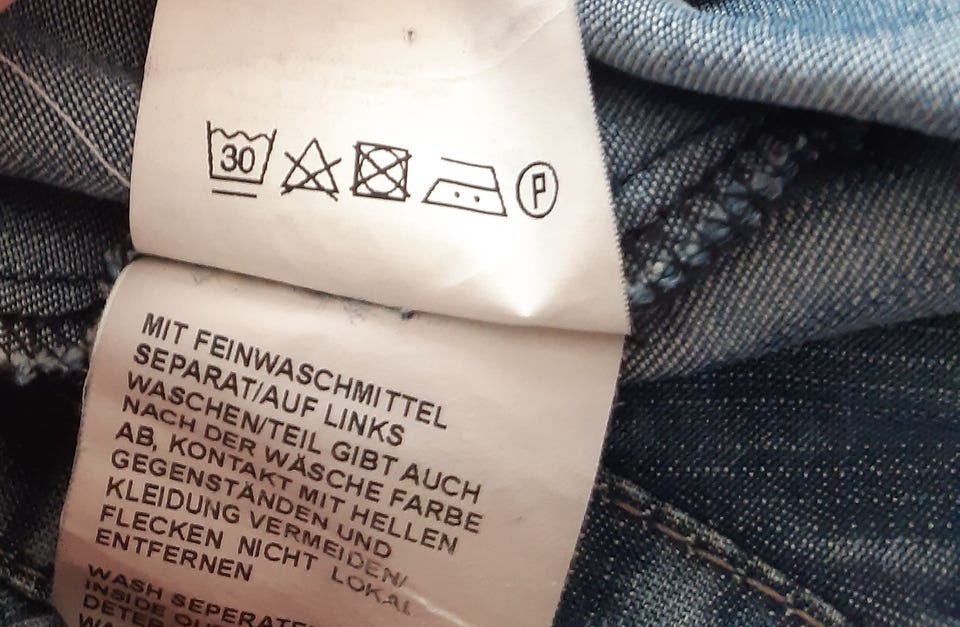 30
P
MIT FEINWASCHMITTEL
SEPARAT/AUF LINKS
WASCHEN/TEIL GIBT AUCH
NACH DER WÄSCHE FARBE
AB, KONTAKT MIT HELLEN
GEGENSTÄNDEN UND
KLEIDUNG VERMEIDEN/
FLECKEN NICHT LOKAL
ENTFERNEN
WASH
INSIDE